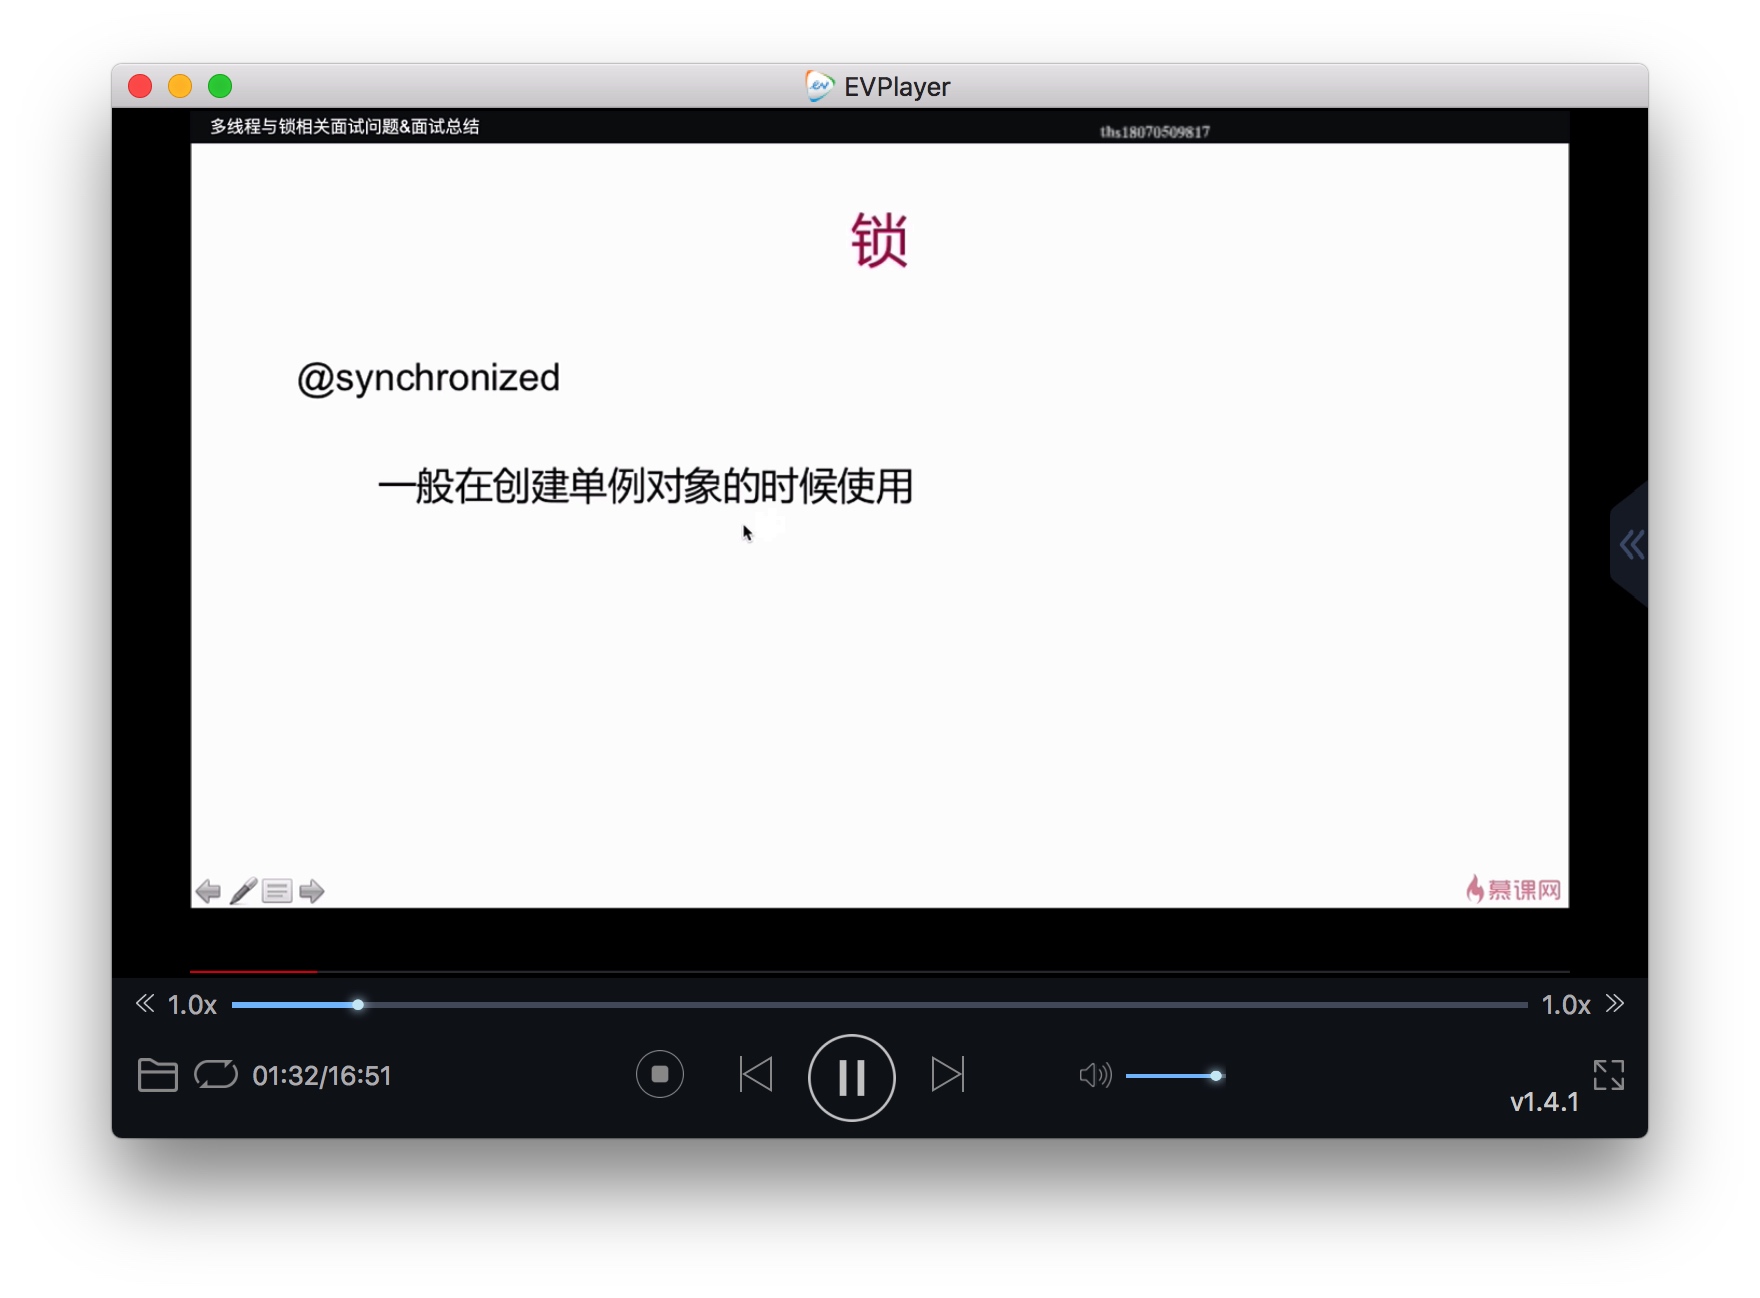 EVPlayer
多线程与锁相关面试问题&面试总结
ths18070509817
锁
@synchronized
一般在创建单例对象的时候使用
慕课网
1.0x
1.0x
01:32/16:51
v1.4.1